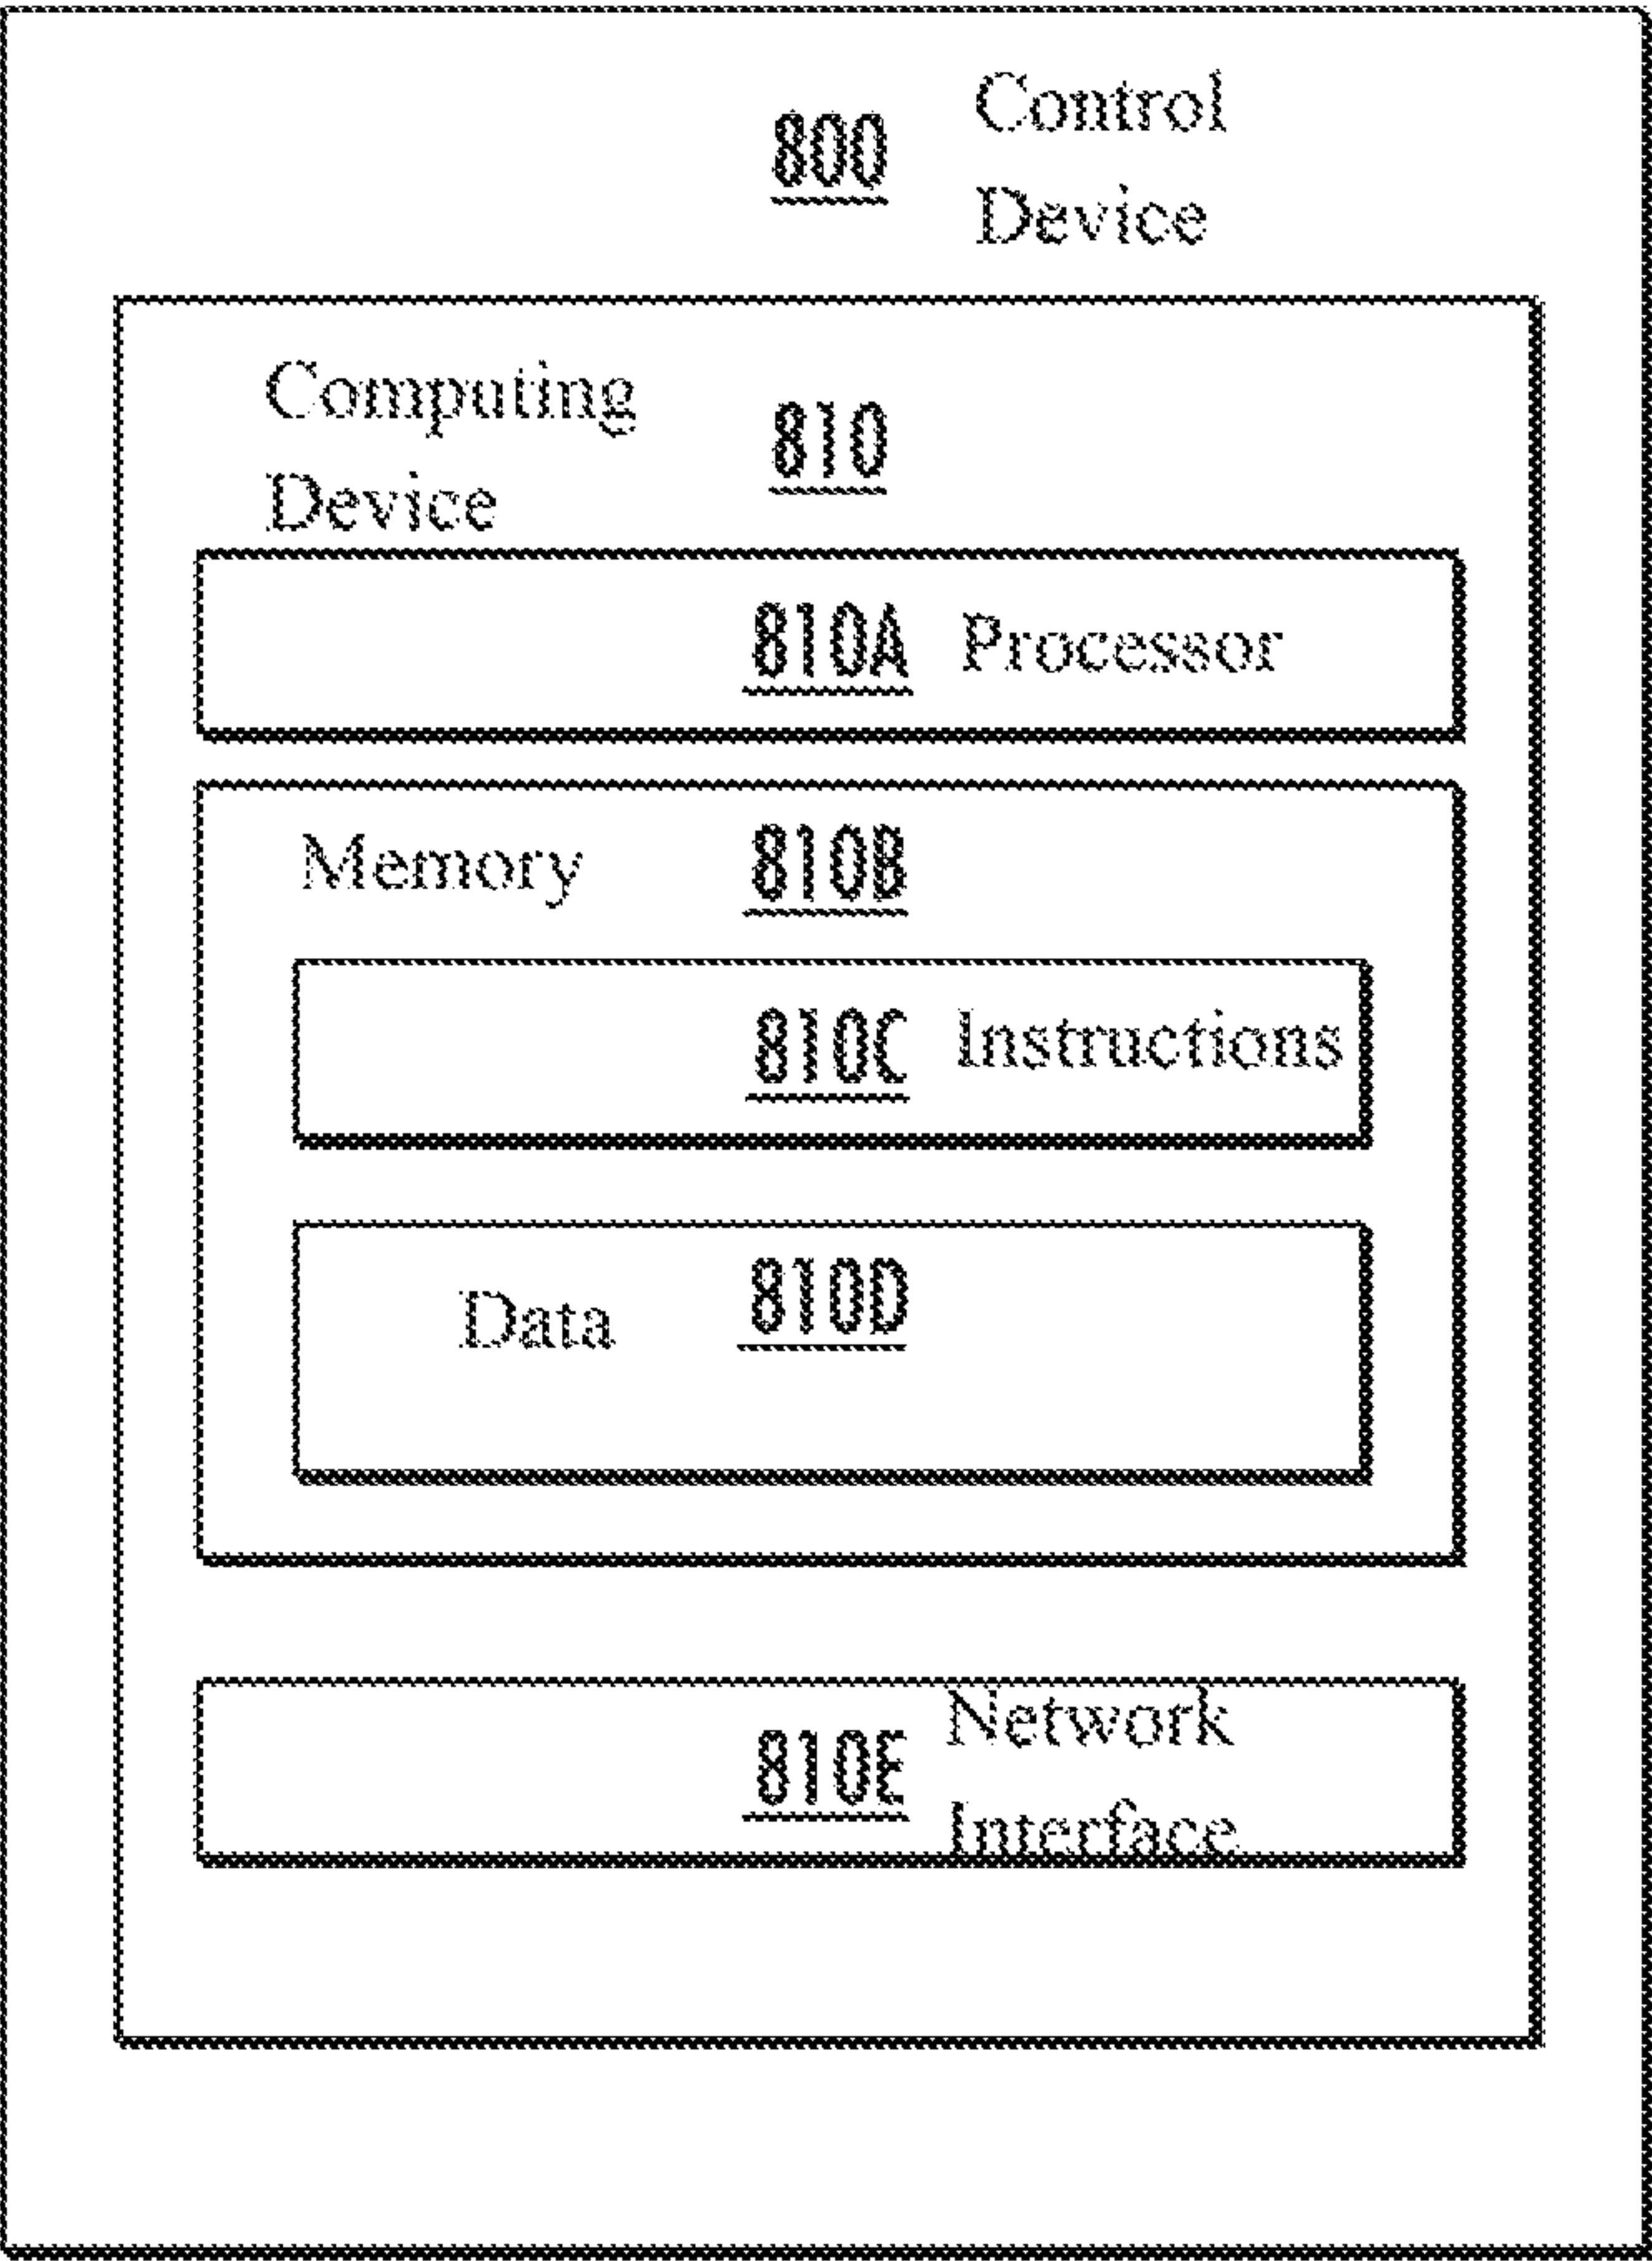 800 Control
Device
Computing
810
Device
810A Processor
Memory 810B
810C Instructions
Data 810D
Network
810E
Interface